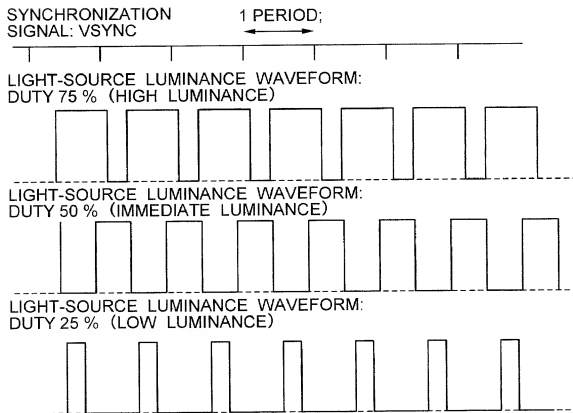 SYNCHRONIZATION
SIGNAL: VSYNC
1 PERIOD;
LIGHT-SOURCE LUMINANCE WAVEFORM:
DUTY 75 % (HIGH LUMINANCE)
LIGHT-SOURCE LUMINANCE WAVEFORM:
DUTY 50 % (IMMEDIATE LUMINANCE)
LIGHT-SOURCE LUMINANCE WAVEFORM:
DUTY 25 % (LOW LUMINANCE)